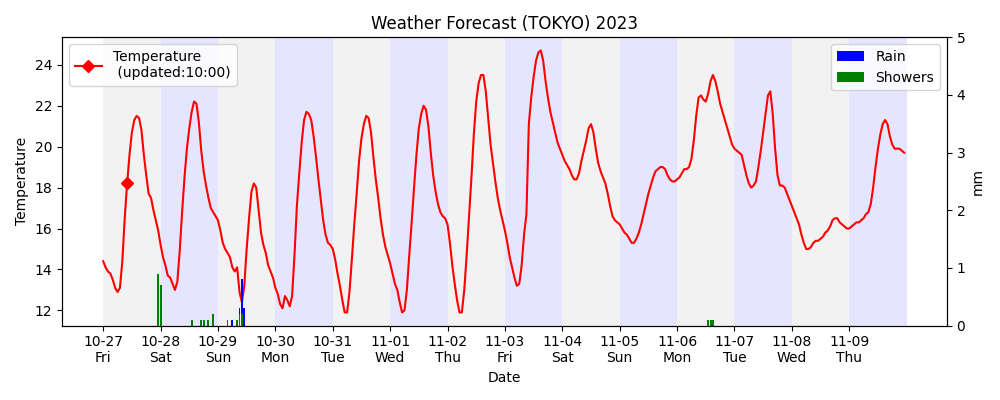 Weather Forecast (TOKYO) 2023
Temperature
(updated:10:00)
Rain
Showers
24
22
20
18
16
14
12
Temperature
5
4
3
2
1
0
mm
10-27 10-28 10-29 10-30 10-31 11-01 11-02 11-03 11-04 11-05 11-06 11-07 11-08 11-09
Fri Sat Sun Mon Tue Wed Thu Fri Sat Sun Mon Tue Wed Thu
Date